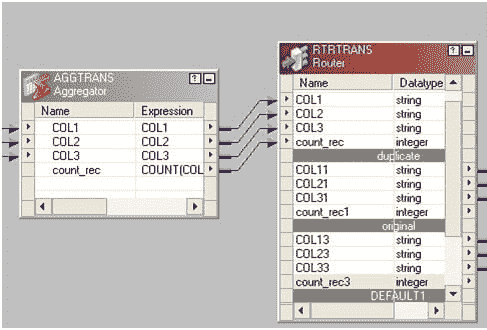 AGGTRANS
Aggregator
Name Expression
COL1 COL1
COL2 COL2
COL3 COL3
count_rec COUNT(COL
RTRTRANS
Router
Name Datatype
COL1 string
COL2 string
COL3 string
count_rec integer
duplicate
COL11 string
COL21 string
COL31 string
count_rec1 integer
original
COL13 string
COL23 string
COL33 string
count_rec3 integer
DEFAULT1